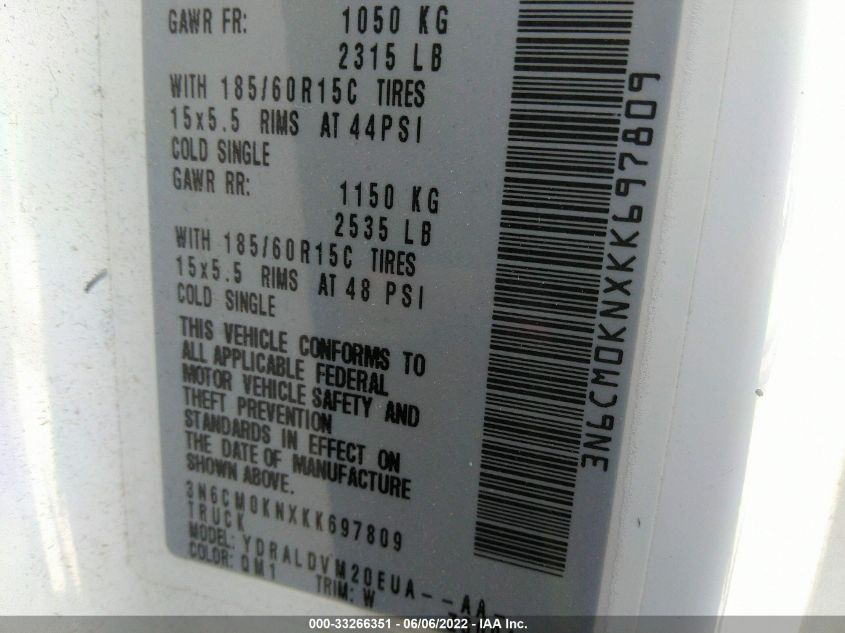 GAWR FR: 1050 KG
2315 LB
WITH 185/60R15C TIRES
15x5.5 RIMS AT 44PSI
COLD SINGLE
GAWR RR: 1150 KG
2535 LB
WITH 185/60R15C TIRES
15x5.5 RIMS AT 48 PSI
COLD SINGLE
THIS VEHICLE CONFORMS TO
ALL APPLICABLE FEDERAL
MOTOR VEHICLE SAFETY AND
THEFT PREVENTION
STANDARDS IN EFFECT ON
THE DATE OF MANUFACTURE
SHOWN ABOVE.
3N6CM0KNXKK697809
TRUCK
MODEL: YDRALDVM20EUA--AA-
COLOR: QM1 TRIM: W
3N6CM0KNXKK697809
000-33266351 - 06/06/2022 - IAA Inc.